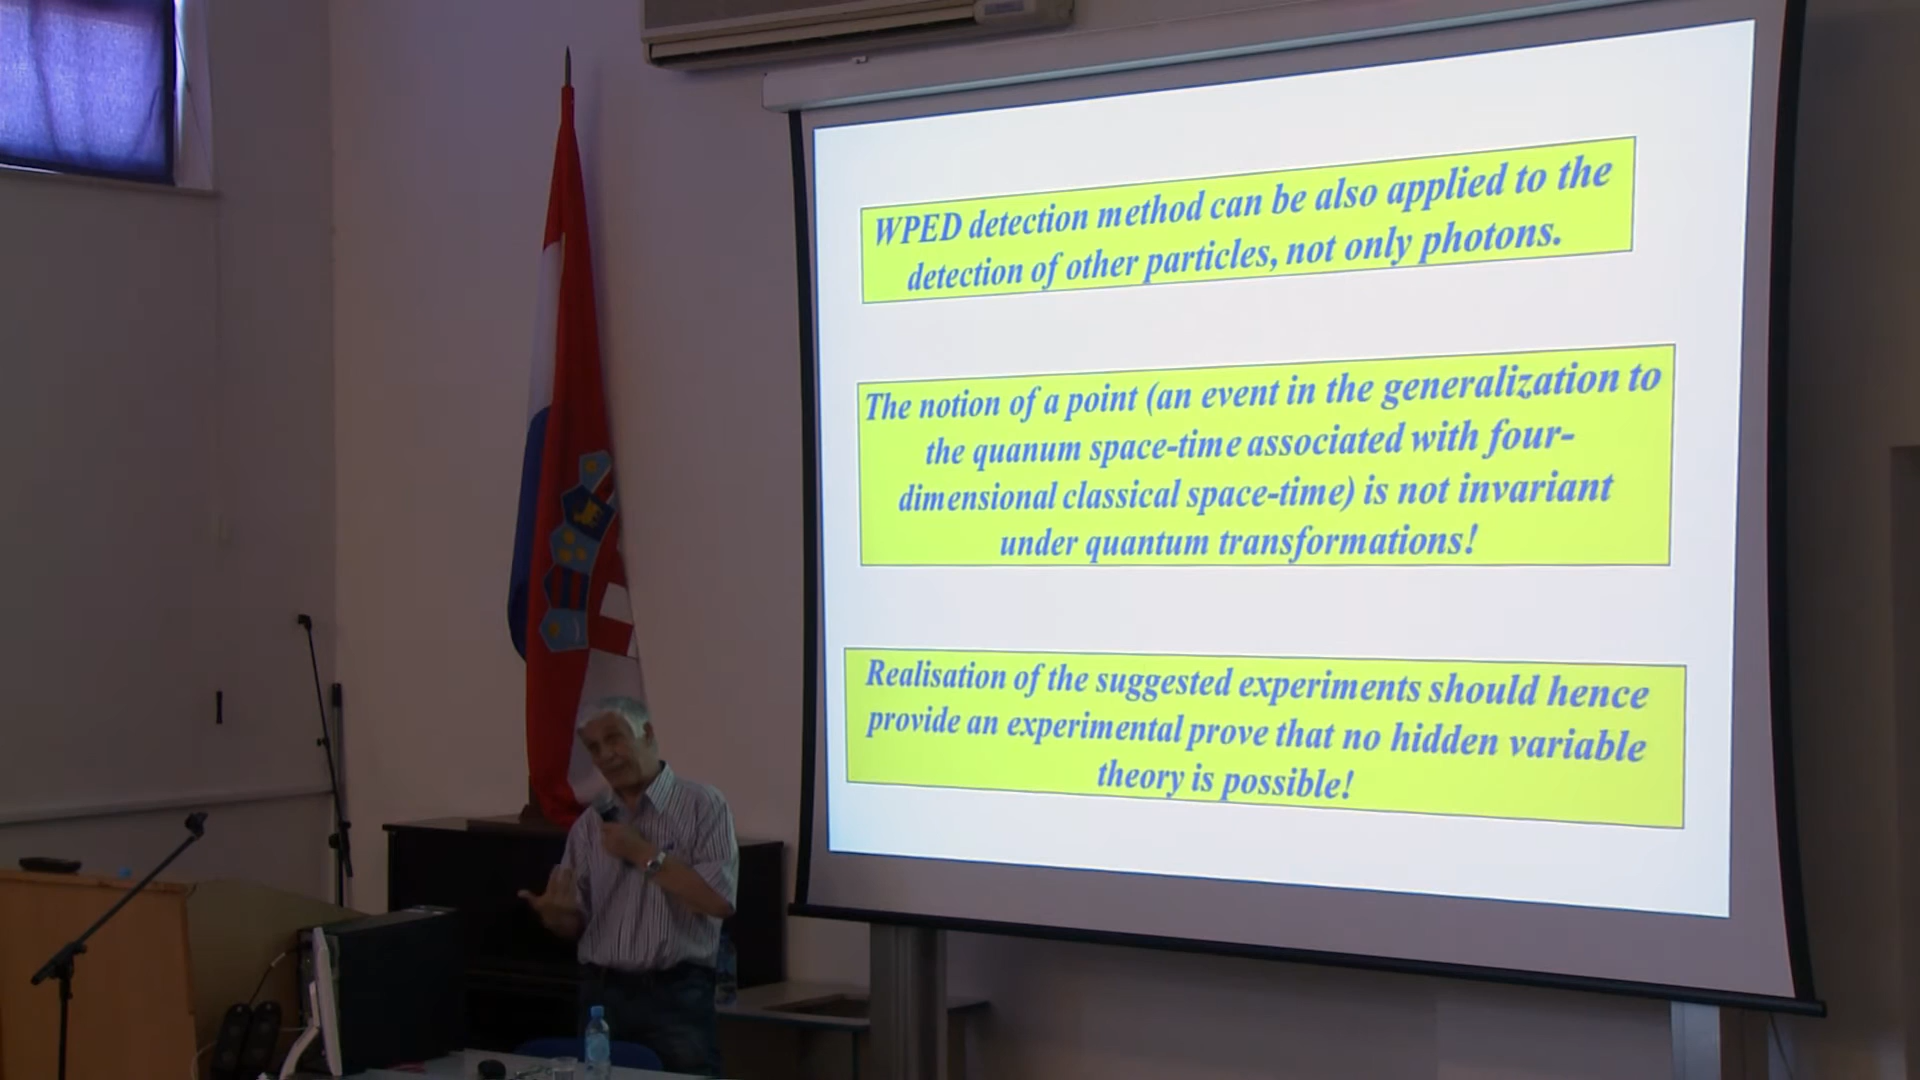 WPED detection method can be also applied to the
detection of other particles, not only photons.
The notion of a point (an event in the generalization to
the quanum space-time associated with four-
dimensional classical space-time) is not invariant
under quantum transformations!
Realisation of the suggested experiments should hence
provide an experimental prove that no hidden variable
theory is possible!